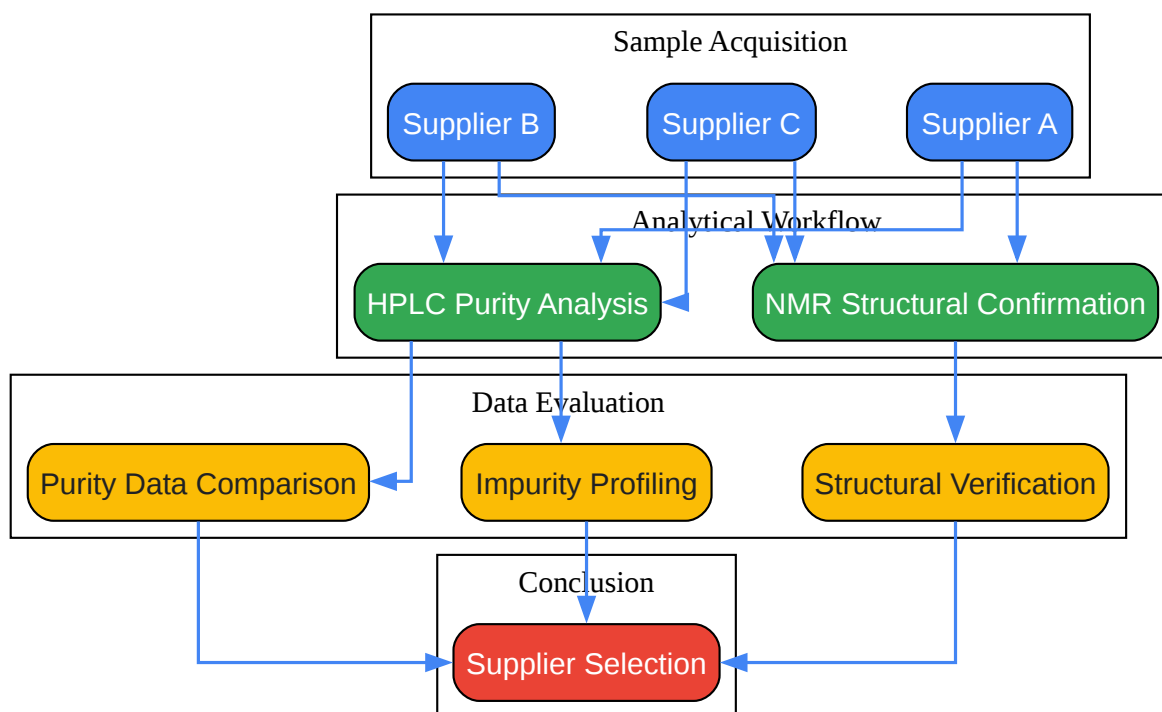 Sample Acquisition
Supplier B
Supplier C
Supplier A
Analytical Workflow
HPLC Purity Analysis
NMR Structural Confirmation
Data Evaluation
Purity Data Comparison
Impurity Profiling
Structural Verification
Conclusion
Supplier Selection